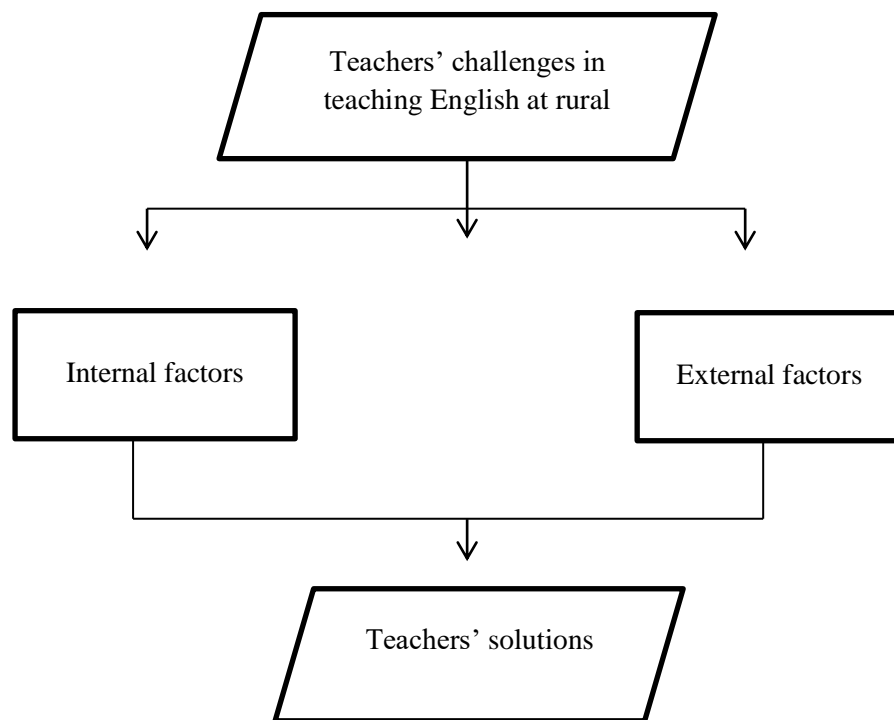 Teachers’ challenges in
teaching English at rural
Internal factors
External factors
Teachers’ solutions